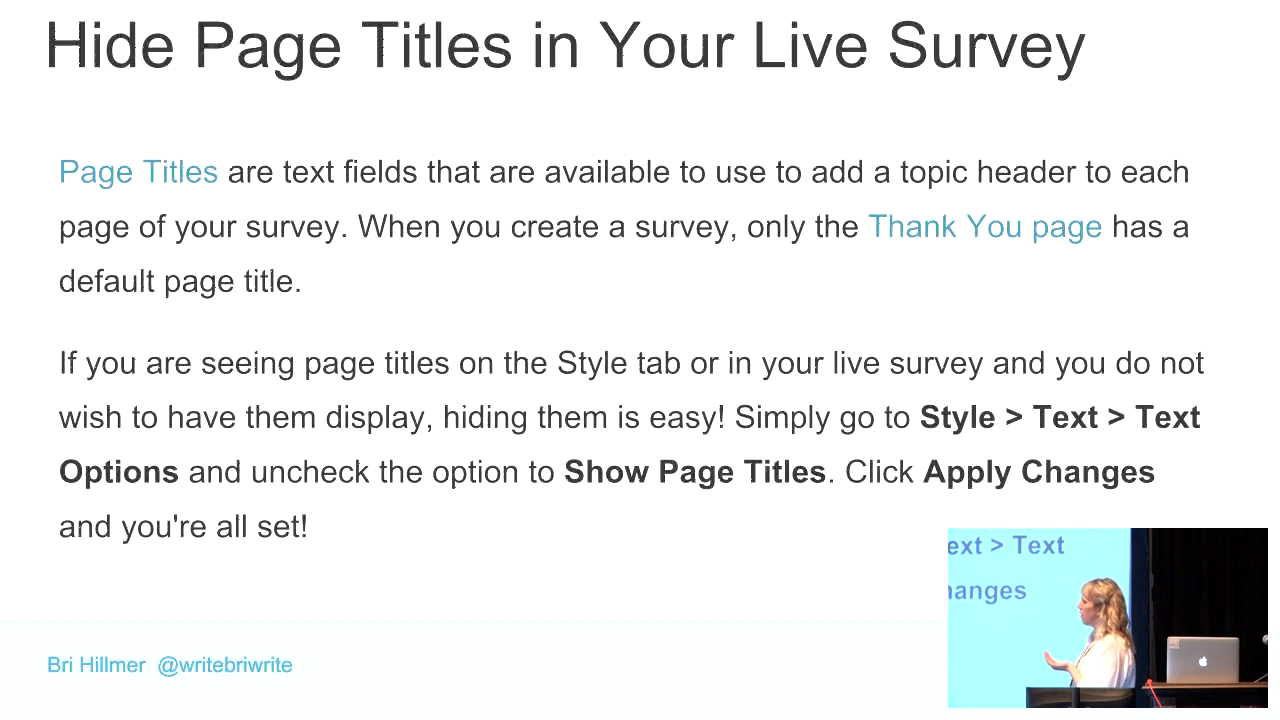 Hide Page Titles in Your Live Survey
Page Titles are text fields that are available to use to add a topic header to each
page of your survey. When you create a survey, only the Thank You page has a
default page title.
If you are seeing page titles on the Style tab or in your live survey and you do not
wish to have them display, hiding them is easy! Simply go to Style > Text > Text
Options and uncheck the option to Show Page Titles. Click Apply Changes
and you're all set!
ext > Text
hanges
Bri Hillmer @writebriwrite